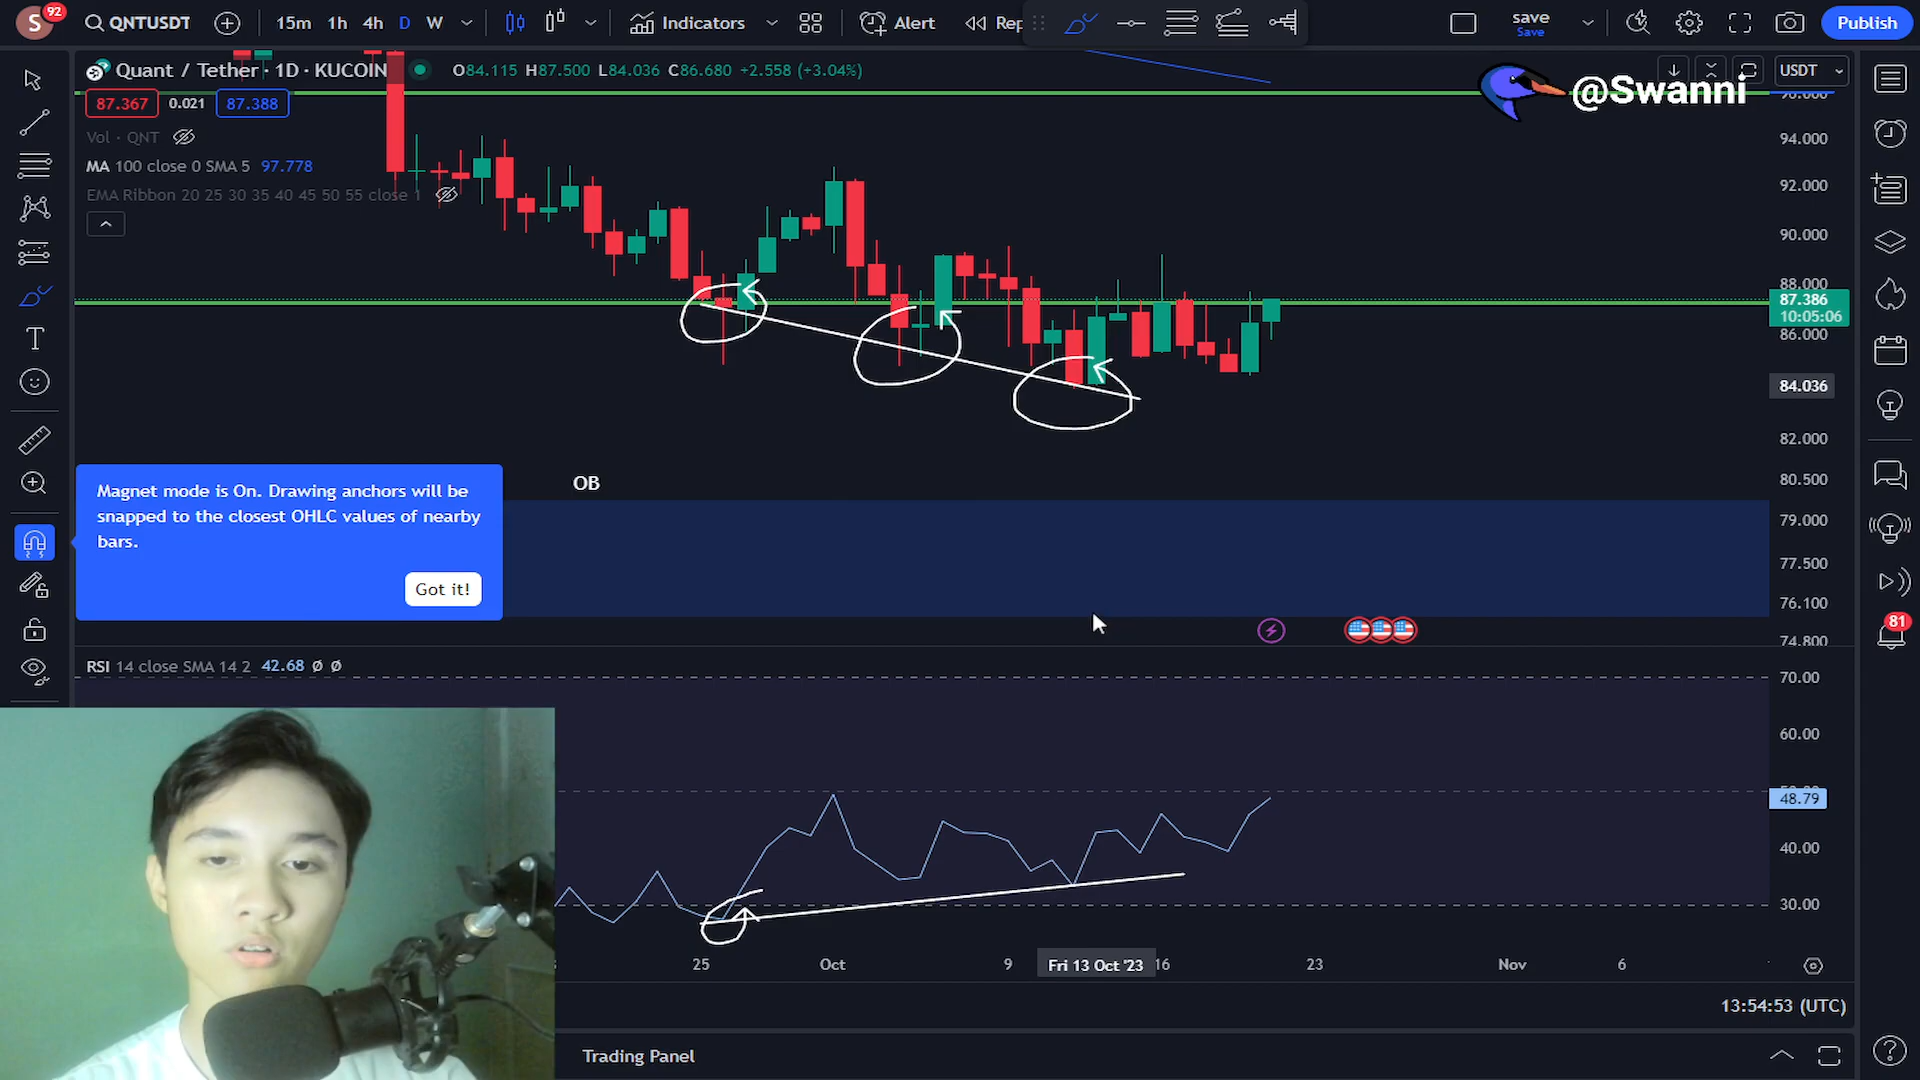 S
92
QNTUSDT
15m 1h 4h D W
Indicators
Alert
Rep
save
Save
Publish
Quant / Tether · 1D · KUCOIN
O84.115 H87.500 L84.036 C86.680 +2.558 (+3.04%)
USDT
@Swanni
87.367 0.021 87.388
Vol · QNT
MA 100 close 0 SMA 5 97.778
EMA Ribbon 20 25 30 35 40 45 50 55 close 1
94.000
92.000
90.000
88.000
87.386
10:05:06
86.000
84.036
82.000
80.500
79.000
77.500
76.100
74.800
OB
Magnet mode is On. Drawing anchors will be
snapped to the closest OHLC values of nearby
bars.
Got it!
81
RSI 14 close SMA 14 2 42.68 Ø Ø
70.00
60.00
48.79
40.00
30.00
25 Oct 9 Fri 13 Oct '23 16 23 Nov 6
13:54:53 (UTC)
Trading Panel